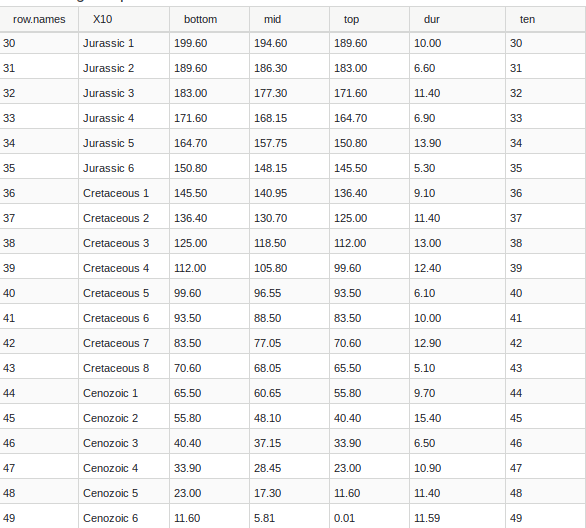 row.names X10 bottom mid top dur ten
30 Jurassic 1 199.60 194.60 189.60 10.00 30
31 Jurassic 2 189.60 186.30 183.00 6.60 31
32 Jurassic 3 183.00 177.30 171.60 11.40 32
33 Jurassic 4 171.60 168.15 164.70 6.90 33
34 Jurassic 5 164.70 157.75 150.80 13.90 34
35 Jurassic 6 150.80 148.15 145.50 5.30 35
36 Cretaceous 1 145.50 140.95 136.40 9.10 36
37 Cretaceous 2 136.40 130.70 125.00 11.40 37
38 Cretaceous 3 125.00 118.50 112.00 13.00 38
39 Cretaceous 4 112.00 105.80 99.60 12.40 39
40 Cretaceous 5 99.60 96.55 93.50 6.10 40
41 Cretaceous 6 93.50 88.50 83.50 10.00 41
42 Cretaceous 7 83.50 77.05 70.60 12.90 42
43 Cretaceous 8 70.60 68.05 65.50 5.10 43
44 Cenozoic 1 65.50 60.65 55.80 9.70 44
45 Cenozoic 2 55.80 48.10 40.40 15.40 45
46 Cenozoic 3 40.40 37.15 33.90 6.50 46
47 Cenozoic 4 33.90 28.45 23.00 10.90 47
48 Cenozoic 5 23.00 17.30 11.60 11.40 48
49 Cenozoic 6 11.60 5.81 0.01 11.59 49